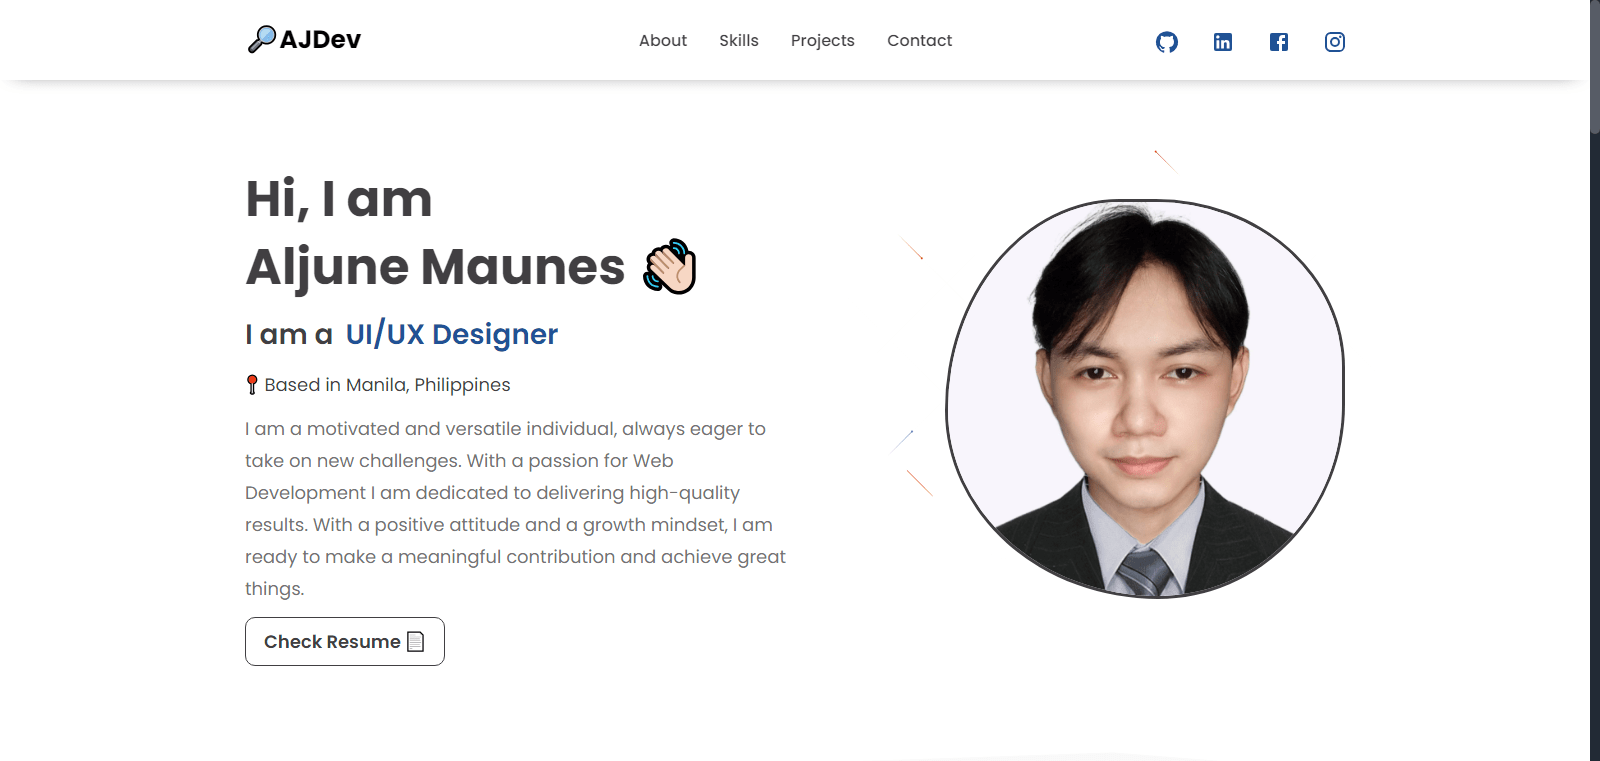 AJDev
About Skills Projects Contact
Hi, I am
Aljune Maunes
I am a UI/UX Designer
Based in Manila, Philippines
I am a motivated and versatile individual, always eager to
take on new challenges. With a passion for Web
Development I am dedicated to delivering high-quality
results. With a positive attitude and a growth mindset, I am
ready to make a meaningful contribution and achieve great
things.
Check Resume